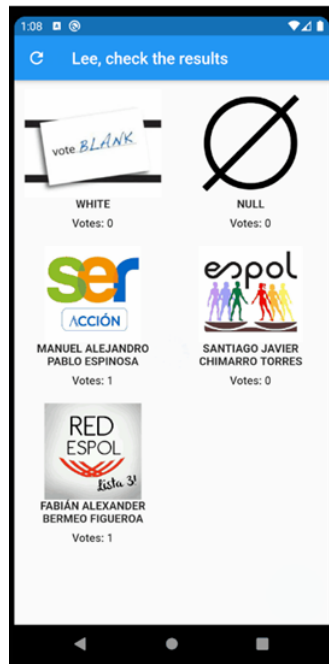 1:08
Lee, check the results
vote BLANK
WHITE
Votes: 0
NULL
Votes: 0
ser
ACCIÓN
MANUEL ALEJANDRO
PABLO ESPINOSA
Votes: 1
espol
SANTIAGO JAVIER
CHIMARRO TORRES
Votes: 0
RED
ESPOL
Lista 3!
FABIÁN ALEXANDER
BERMEO FIGUEROA
Votes: 1